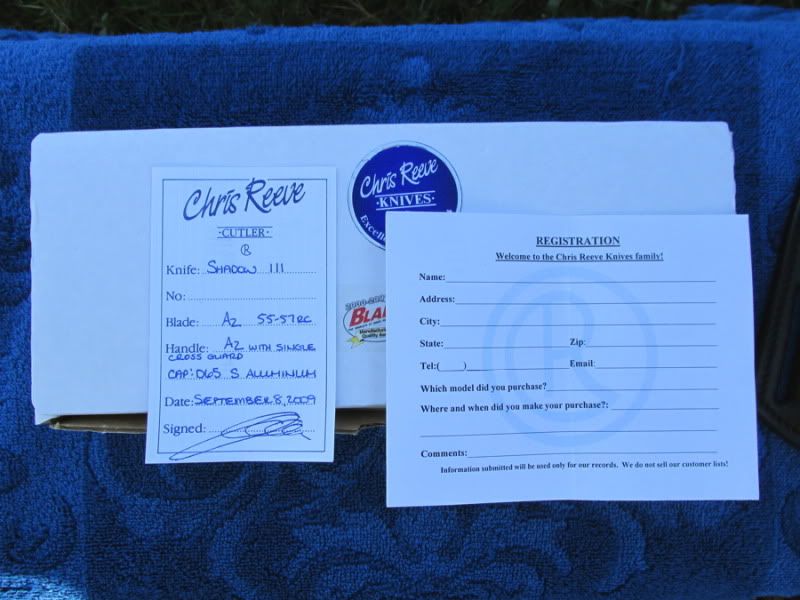 Chris Reeve
·CUTLER·
R
Knife: SHADOW III
No:
Blade: A2 55-57RC
Handle: A2 WITH SINGLE
CROSS GUARD
CAP: D65 S ALUMINIUM
Date: SEPTEMBER 8, 2009
Signed:
Chris Reeve
·KNIVES·
REGISTRATION
Welcome to the Chris Reeve Knives family!
Name:
Address:
City:
State: Zip:
Tel:( ) Email:
Which model did you purchase?
Where and when did you make your purchase?:
Comments:
Information submitted will be used only for our records. We do not sell our customer lists!